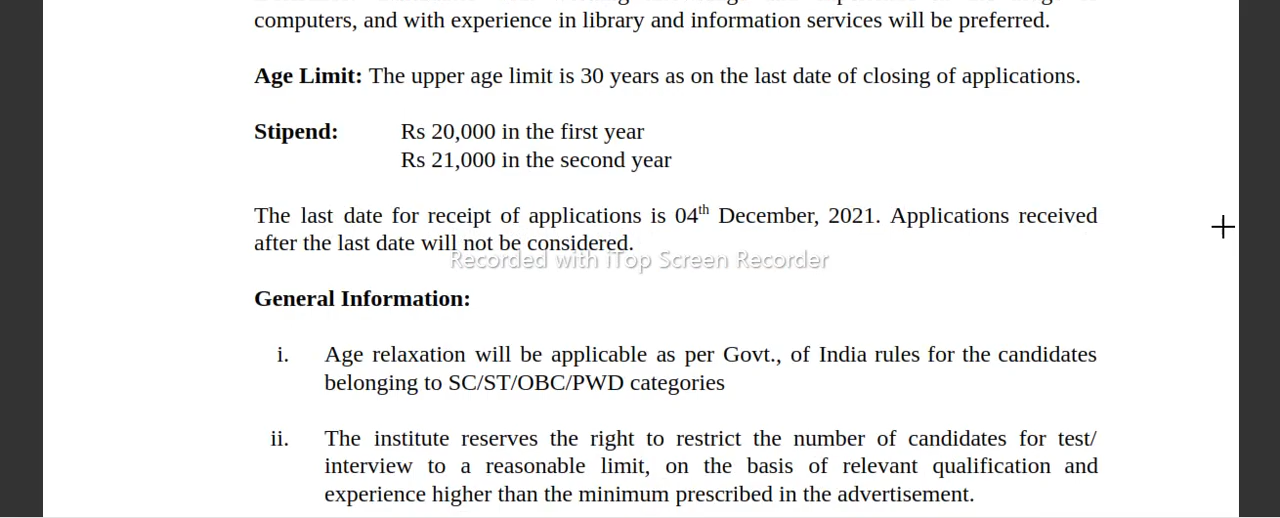 computers, and with experience in library and information services will be preferred.
Age Limit: The upper age limit is 30 years as on the last date of closing of applications.
Stipend: Rs 20,000 in the first year
Rs 21,000 in the second year
The last date for receipt of applications is 04th December, 2021. Applications received
after the last date will not be considered.
Recorded with iTop Screen Recorder
General Information:
i. Age relaxation will be applicable as per Govt., of India rules for the candidates
belonging to SC/ST/OBC/PWD categories
ii. The institute reserves the right to restrict the number of candidates for test/
interview to a reasonable limit, on the basis of relevant qualification and
experience higher than the minimum prescribed in the advertisement.